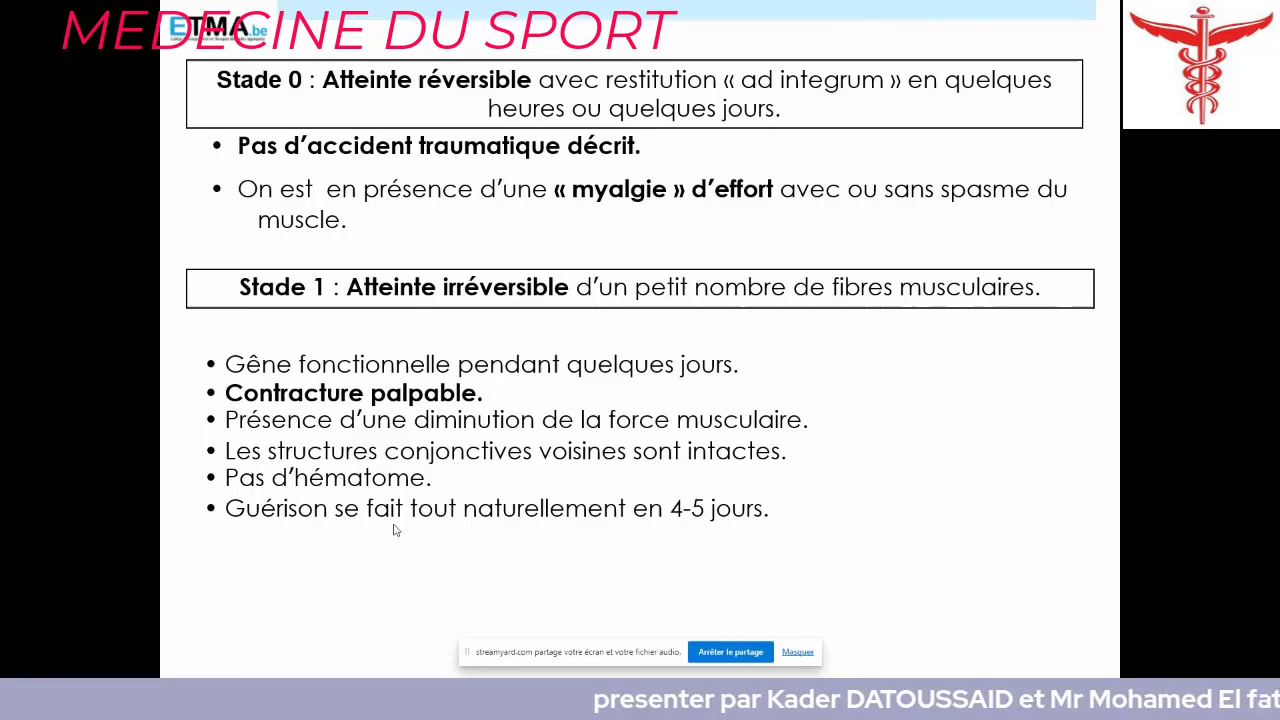 MEDECINE DU SPORT
ETMA.be
Stade 0 : Atteinte réversible avec restitution « ad integrum » en quelques
heures ou quelques jours.
• Pas d’accident traumatique décrit.
• On est en présence d’une « myalgie » d’effort avec ou sans spasme du
muscle.
Stade 1 : Atteinte irréversible d’un petit nombre de fibres musculaires.
• Gêne fonctionnelle pendant quelques jours.
• Contracture palpable.
• Présence d’une diminution de la force musculaire.
• Les structures conjonctives voisines sont intactes.
• Pas d’hématome.
• Guérison se fait tout naturellement en 4-5 jours.
streamyard.com partage votre écran et votre fichier audio. Arrêter le partage Masquer
presenter par Kader DATOUSSAID et Mr Mohamed El fat